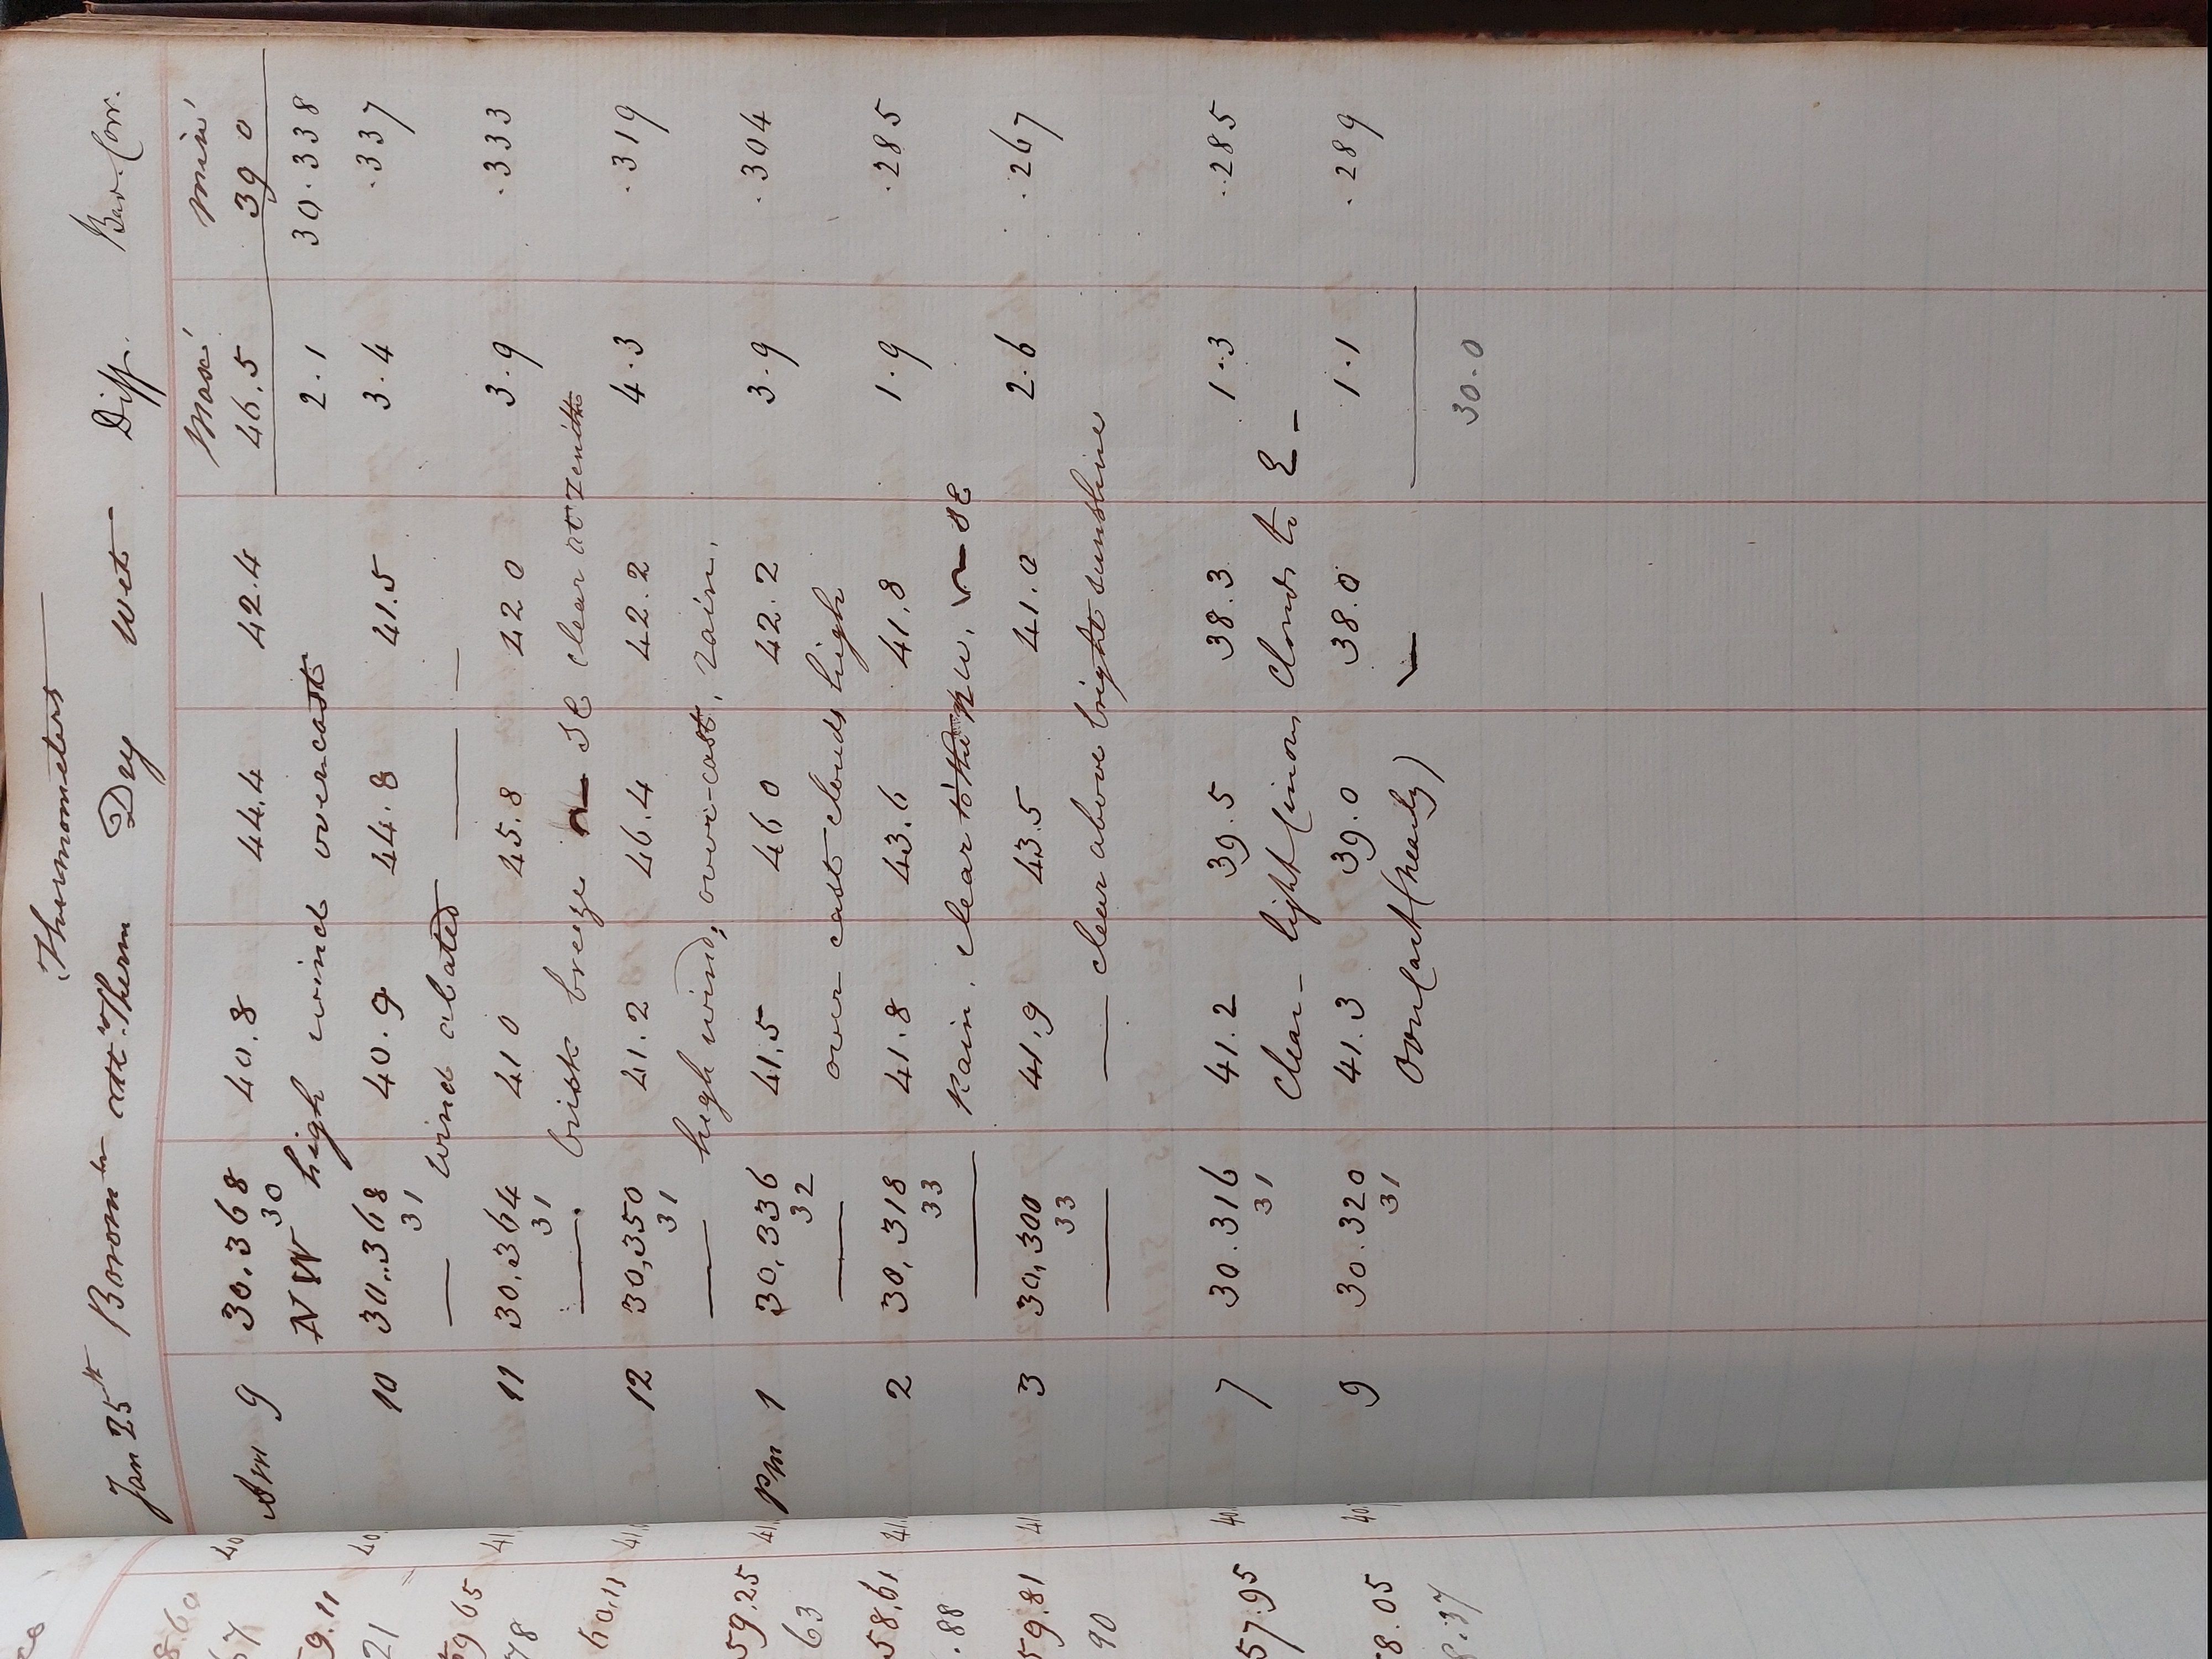 Thermometers
Jan 25th Barom'tr att'd Therm Dry Wet Diff. Bar. Corr.
Max' min'
Am 9 30.368 40.8 44.4 42.4 46.5 39 0
30
NW high wind overcast 2.1 30.338
10 30.368 40.9 44.8 41.5 3.4 .337
31
— wind abated — —
11 30.364 41 0 45.8 42 0 3.9 .333
31
— brisk breeze SE clear at zenith
12 30,350 41.2 46.4 42.2 4.3 .319
31
— high wind, over-cast, rain.
Pm 1 30,336 41.5 46 0 42.2 3.9 .304
32
— over cast clouds high
2 30,318 41.8 43.6 41.8 1.9 .285
33
— Rain. clear to the NW. SE
3 30,300 41.9 43.5 41.0 2.6 .267
33
— — clear above bright sunshine
7 30.316 41.2 39.5 38.3 1.3 .285
31
Clear – light Cirrous Clouds to E –
9 30.320 41.3 39.0 38.0 1.1 .289
31
Overcast (nearly)
30.0
8.60
67
59.11
21
59 65
78
60,11
59.25
63
58,61
.88
59.81
90
57.95
58.05
8.37